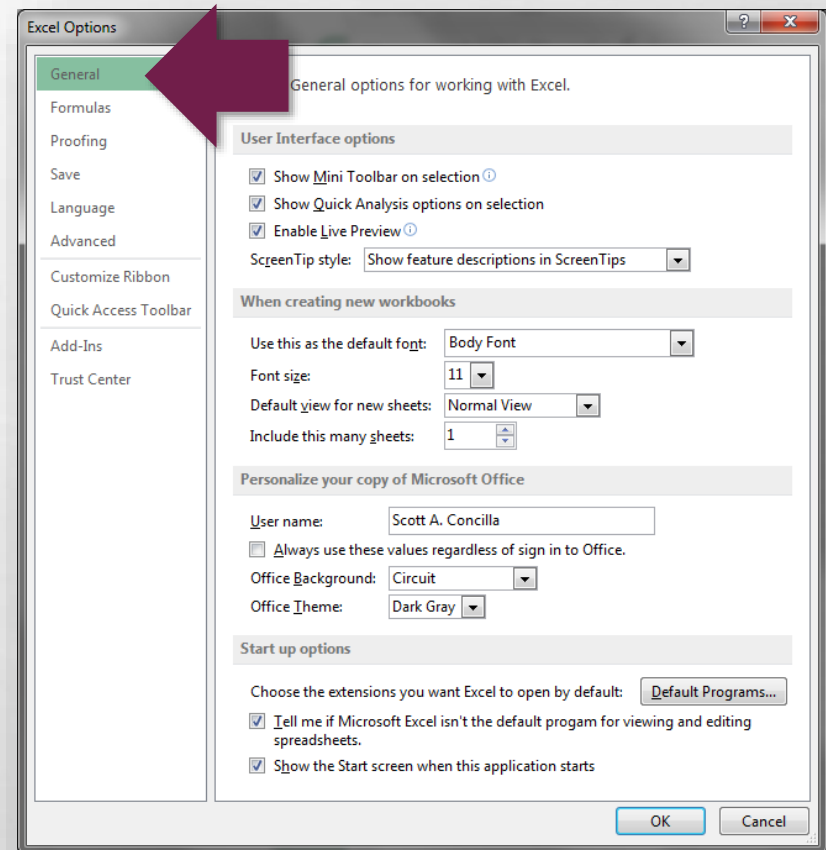 Excel Options
General
Formulas
Proofing
Save
Language
Advanced
Customize Ribbon
Quick Access Toolbar
Add-Ins
Trust Center
General options for working with Excel.
User Interface options
Show Mini Toolbar on selection
Show Quick Analysis options on selection
Enable Live Preview
ScreenTip style: Show feature descriptions in ScreenTips
When creating new workbooks
Use this as the default font: Body Font
Font size: 11
Default view for new sheets: Normal View
Include this many sheets: 1
Personalize your copy of Microsoft Office
User name: Scott A. Concilla
Always use these values regardless of sign in to Office.
Office Background: Circuit
Office Theme: Dark Gray
Start up options
Choose the extensions you want Excel to open by default: Default Programs...
Tell me if Microsoft Excel isn't the default progam for viewing and editing
spreadsheets.
Show the Start screen when this application starts
OK Cancel